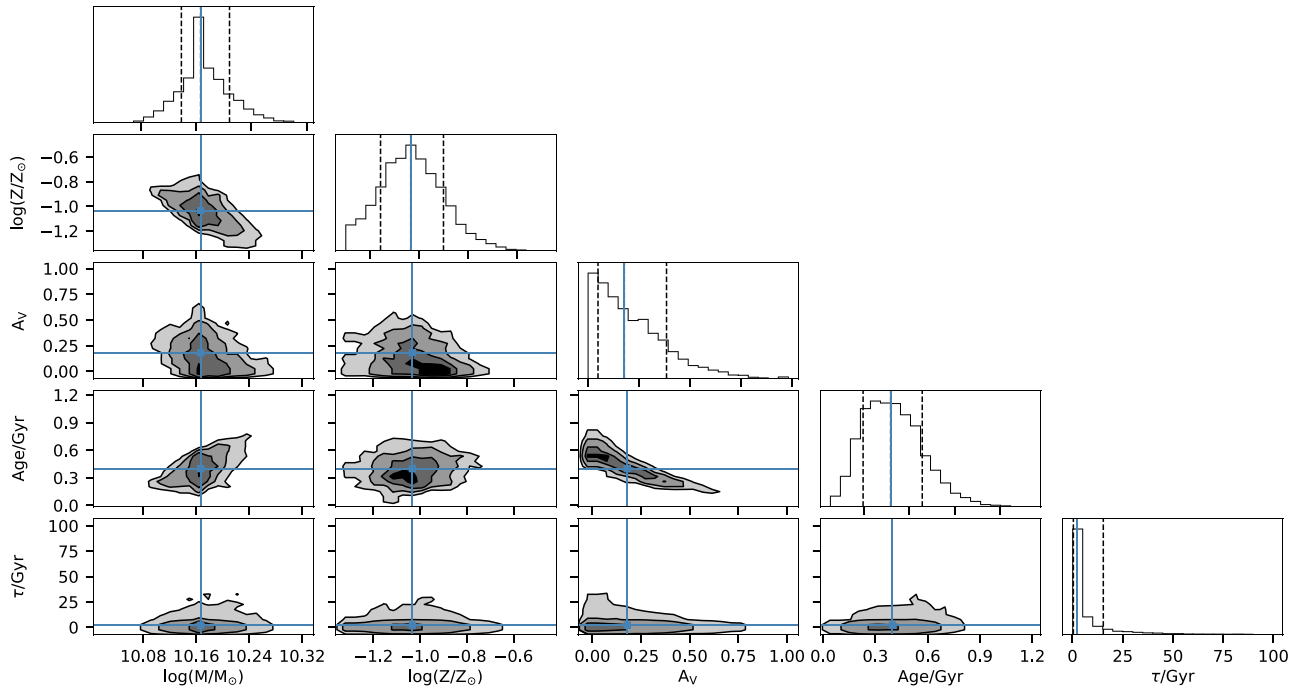 log(Z/Z⊙)
−0.6
−0.8
−1.0
−1.2
A_V
1.00
0.75
0.50
0.25
0.00
Age/Gyr
1.2
0.9
0.6
0.3
0.0
τ/Gyr
100
75
50
25
0
10.08 10.16 10.24 10.32
log(M/M⊙)
−1.2 −1.0 −0.8 −0.6
log(Z/Z⊙)
0.00 0.25 0.50 0.75 1.00
A_V
0.0 0.3 0.6 0.9 1.2
Age/Gyr
0 25 50 75 100
τ/Gyr